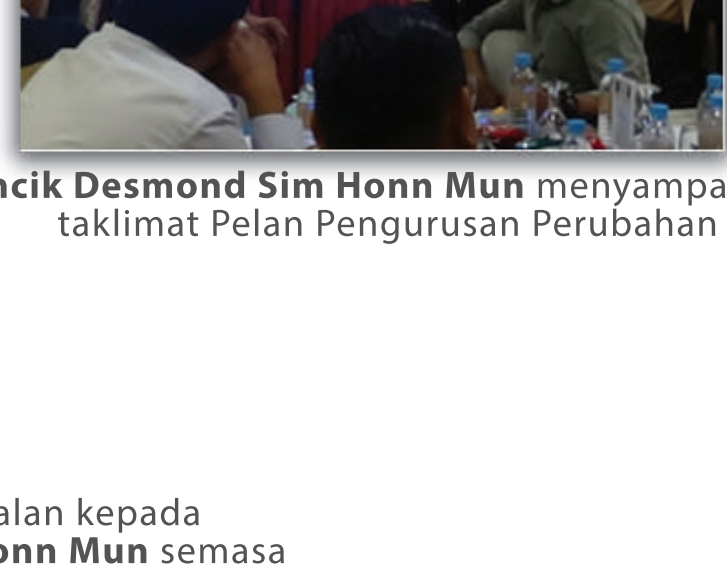 ncik Desmond Sim Honn Mun menyampa
taklimat Pelan Pengurusan Perubahan
alan kepada
onn Mun semasa